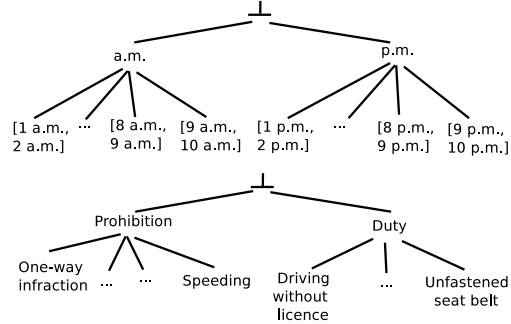 a.m.
p.m.
[1 a.m., 2 a.m.]
...
[8 a.m., 9 a.m.]
[9 a.m., 10 a.m.]
[1 p.m., 2 p.m.]
...
[8 p.m., 9 p.m.]
[9 p.m., 10 p.m.]
Prohibition
Duty
One-way
infraction
...
...
Speeding
Driving
without
licence
...
Unfastened
seat belt